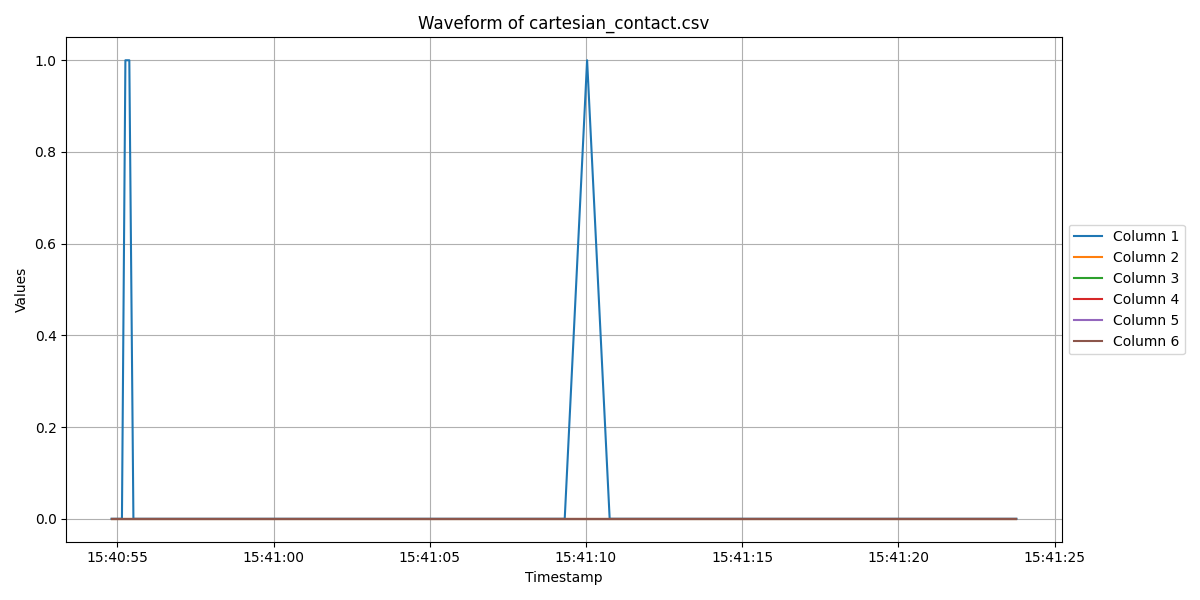 Waveform of cartesian_contact.csv
1.0
0.8
0.6
0.4
0.2
0.0
Values
15:40:55 15:41:00 15:41:05 15:41:10 15:41:15 15:41:20 15:41:25
Timestamp
Column 1
Column 2
Column 3
Column 4
Column 5
Column 6